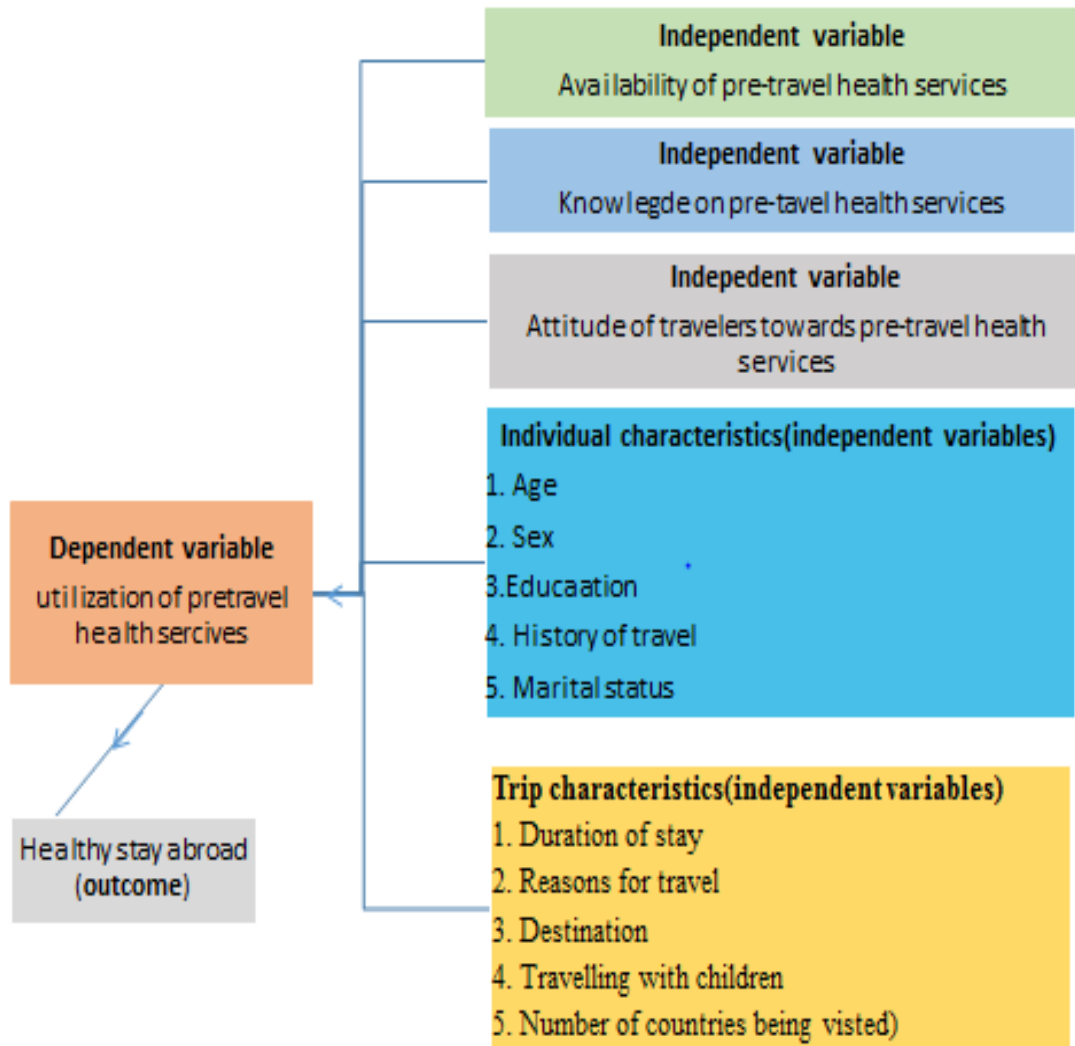 Independent variable
Availability of pre-travel health services
Independent variable
Knowlegde on pre-tavel health services
Indepedent variable
Attitude of travelers towards pre-travel health
services
Individual characteristics(independent variables)
1. Age
2. Sex
3.Educaation
4. History of travel
5. Marital status
Dependent variable
utilization of pretravel
health sercives
Healthy stay abroad
(outcome)
Trip characteristics(independent variables)
1. Duration of stay
2. Reasons for travel
3. Destination
4. Travelling with children
5. Number of countries being visted)